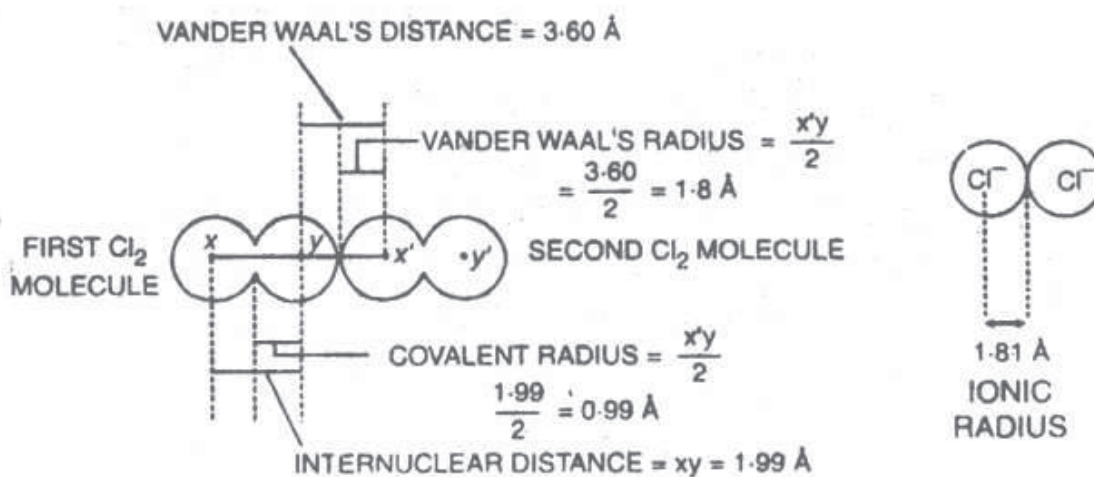 VANDER WAAL'S DISTANCE = 3·60 Å
VANDER WAAL'S RADIUS = x'y/2
= 3·60/2 = 1·8 Å
FIRST Cl₂
MOLECULE
x y x' y'
SECOND Cl₂ MOLECULE
COVALENT RADIUS = x'y/2
1·99/2 = 0·99 Å
INTERNUCLEAR DISTANCE = xy = 1·99 Å
Cl⁻ Cl⁻
1·81 Å
IONIC
RADIUS